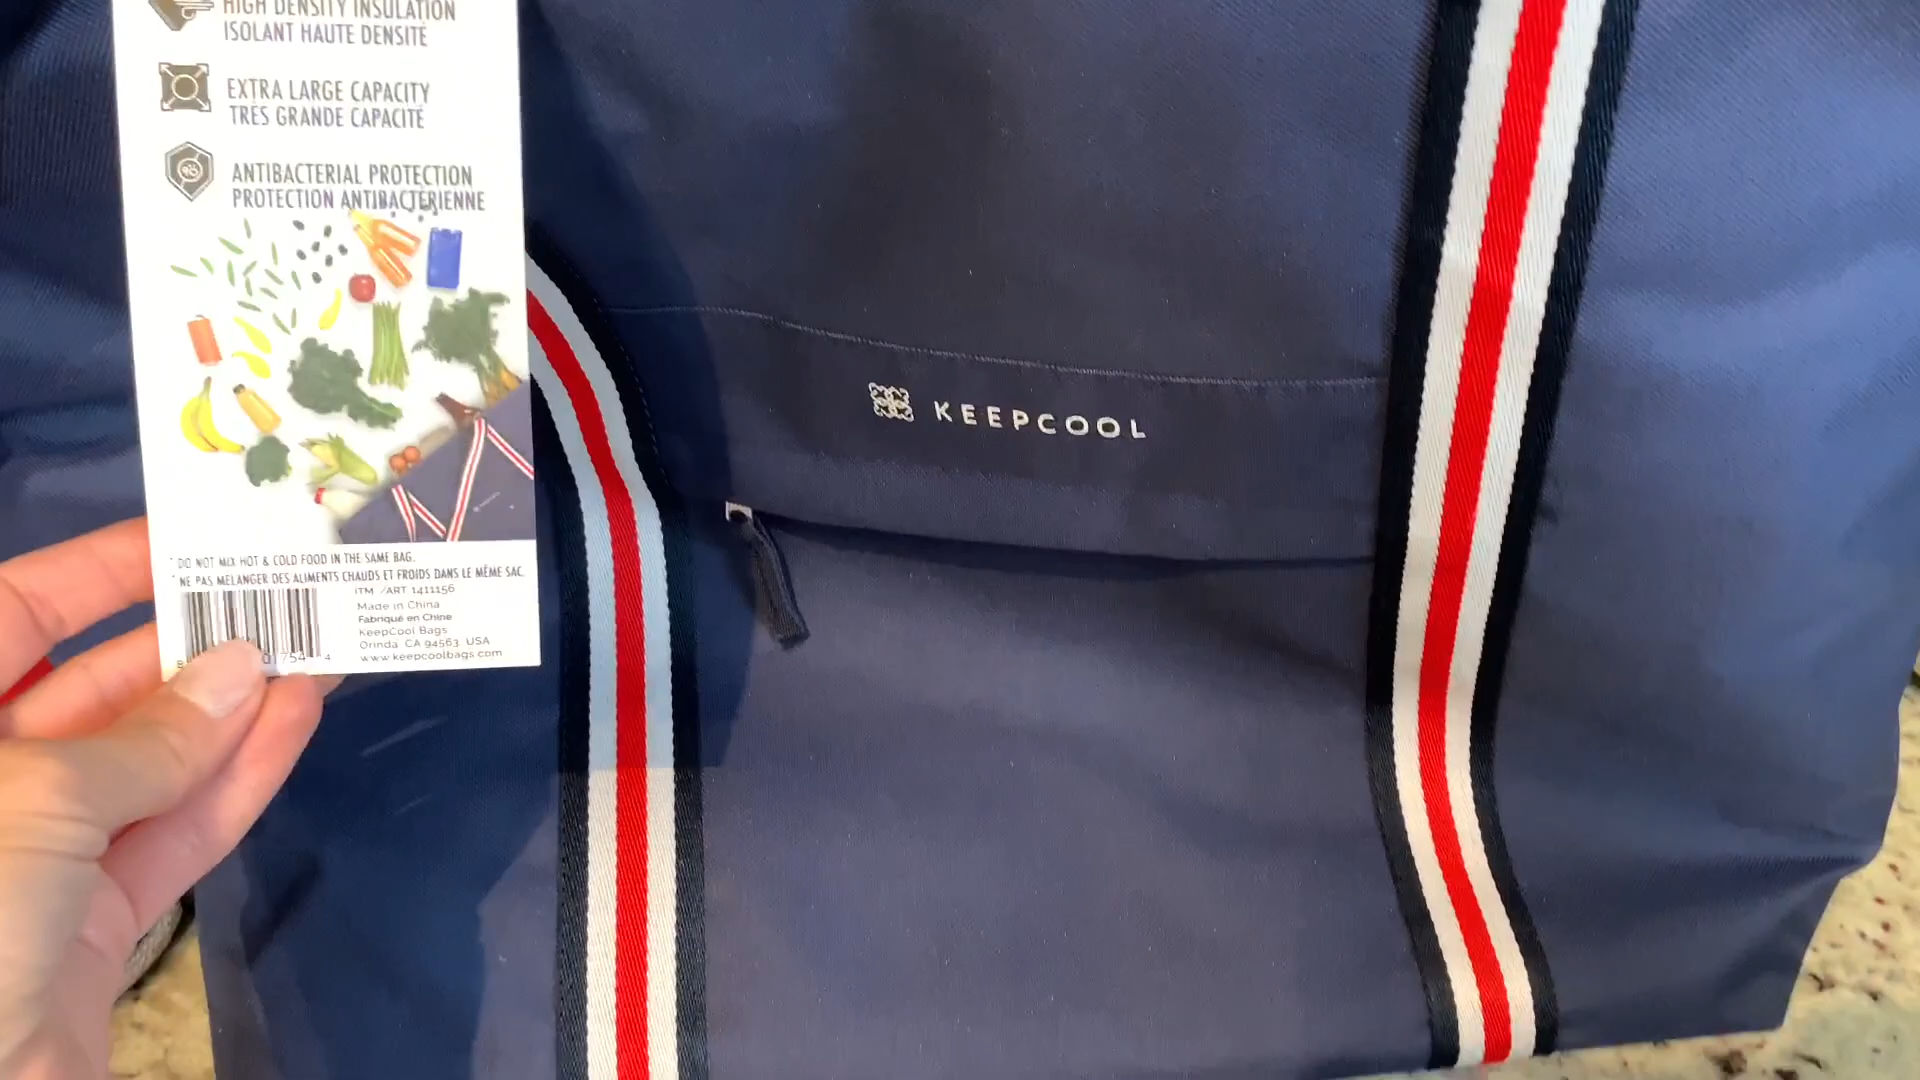 HIGH DENSITY INSULATION
ISOLANT HAUTE DENSITÉ
EXTRA LARGE CAPACITY
TRÈS GRANDE CAPACITÉ
ANTIBACTERIAL PROTECTION
PROTECTION ANTIBACTÉRIENNE
* DO NOT MIX HOT & COLD FOOD IN THE SAME BAG.
* NE PAS MÉLANGER DES ALIMENTS CHAUDS ET FROIDS DANS LE MÊME SAC.
ITM /ART 1411156
Made in China
Fabriqué en Chine
KeepCool Bags
Orinda, CA 94563, USA
www.keepcoolbags.com
8 01754 4
KEEPCOOL